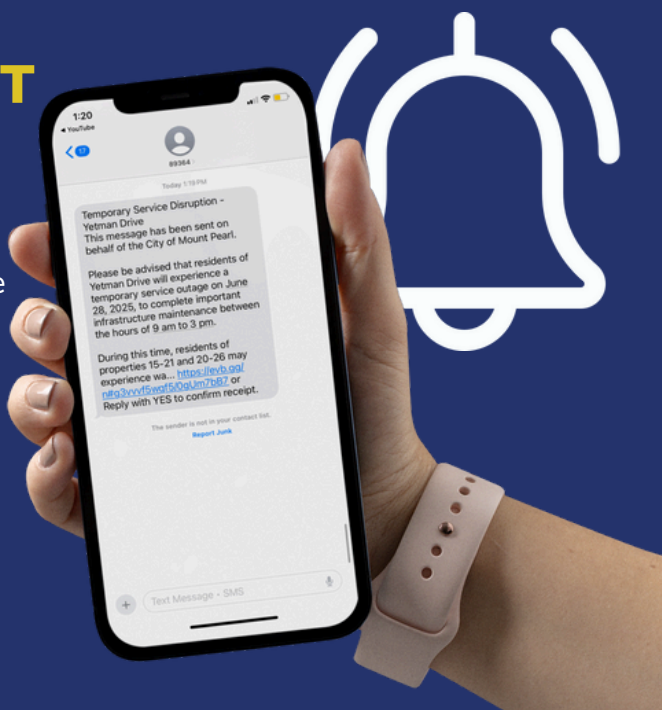 T
e
1:20
YouTube
17
89364
Today 1:19 PM
Temporary Service Disruption -
Yetman Drive
This message has been sent on
behalf of the City of Mount Pearl.
Please be advised that residents of
Yetman Drive will experience a
temporary service outage on June
28, 2025, to complete important
infrastructure maintenance between
the hours of 9 am to 3 pm.
During this time, residents of
properties 15-21 and 20-26 may
experience wa... https://evb.gg/
n#g3vvvf5wgf5/0gUm7bB7 or
Reply with YES to confirm receipt.
The sender is not in your contact list.
Report Junk
Text Message • SMS